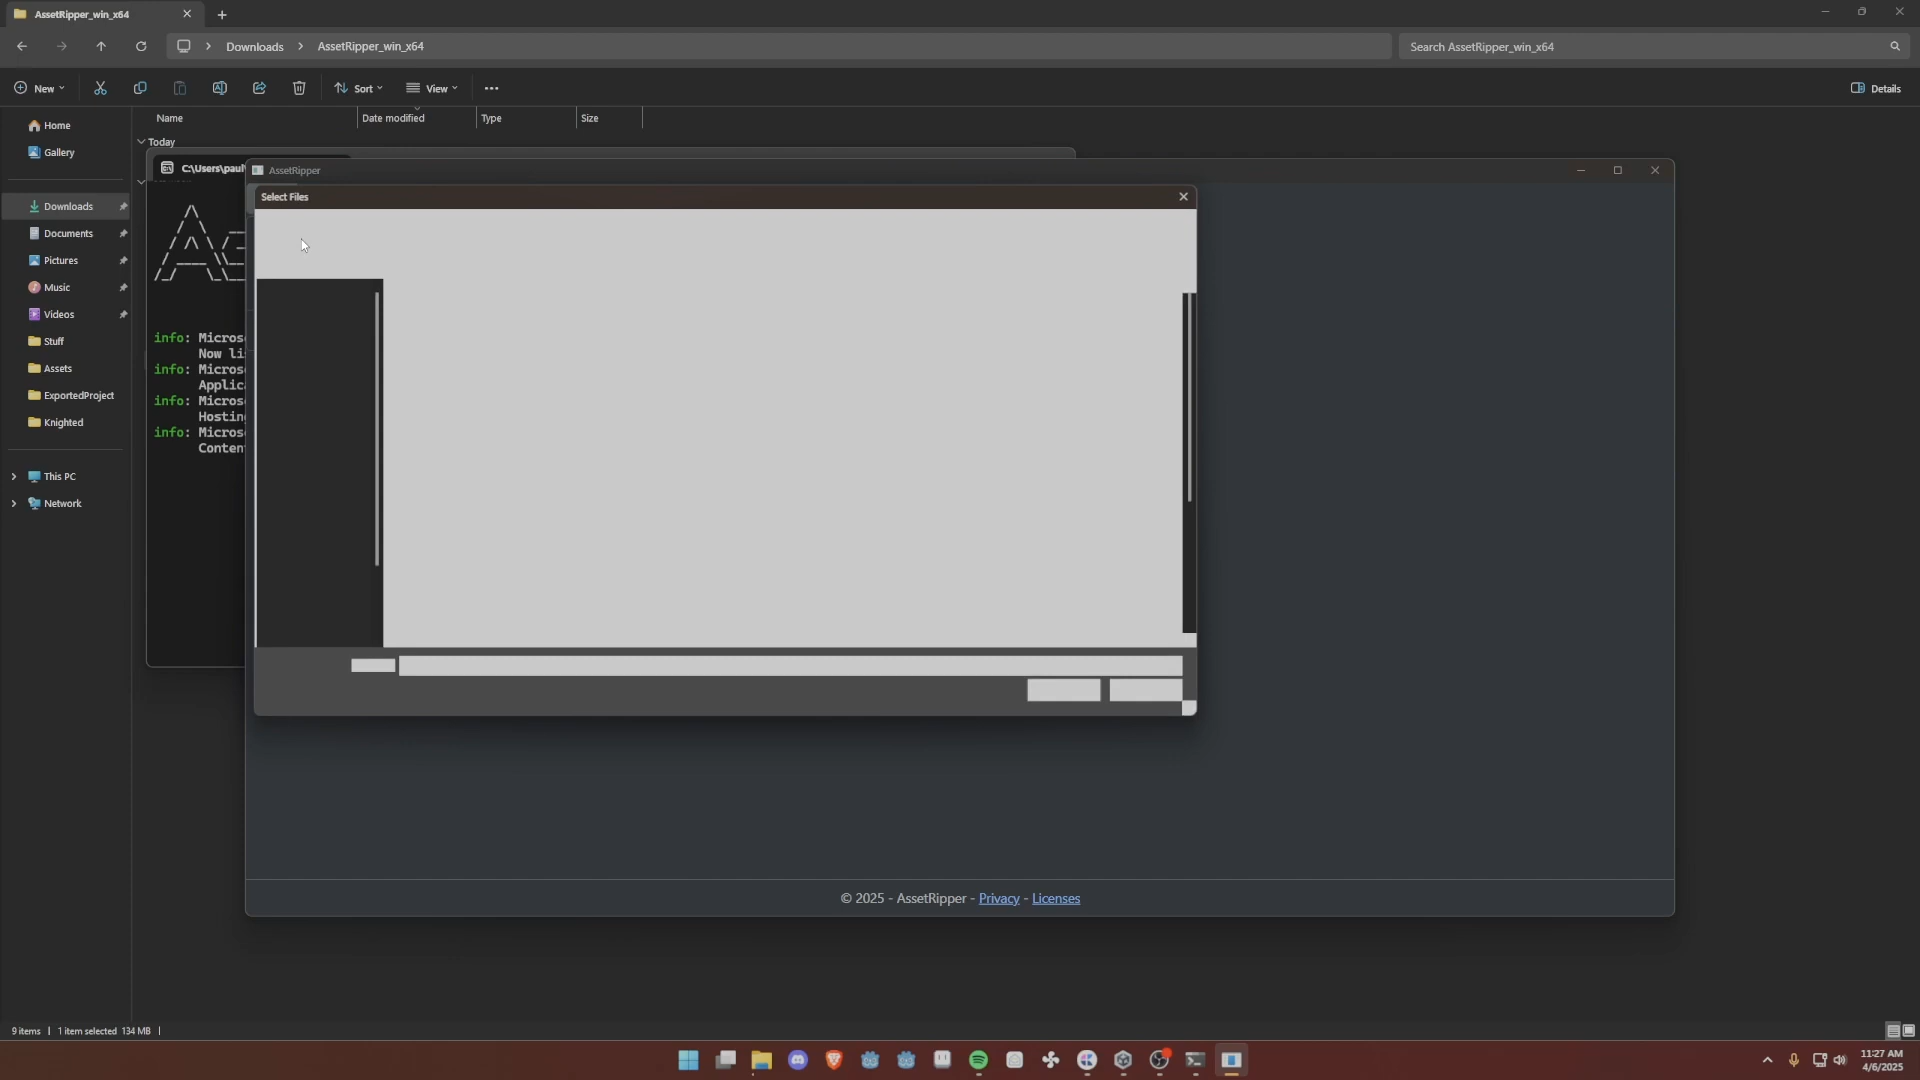 AssetRipper_win_x64
Downloads
AssetRipper_win_x64
Search AssetRipper_win_x64
New
Sort
View
Details
Name
Date modified
Type
Size
Home
Gallery
Downloads
Documents
Pictures
Music
Videos
Stuff
Assets
ExportedProject
Knighted
This PC
Network
Today
C:\Users\paul
AssetRipper
Select Files
info: Micros
Now li
info: Micros
Applic
info: Micros
Hostin
info: Micros
Conten
© 2025 - AssetRipper - Privacy - Licenses
9 items
1 item selected 134 MB
11:27 AM
4/6/2025